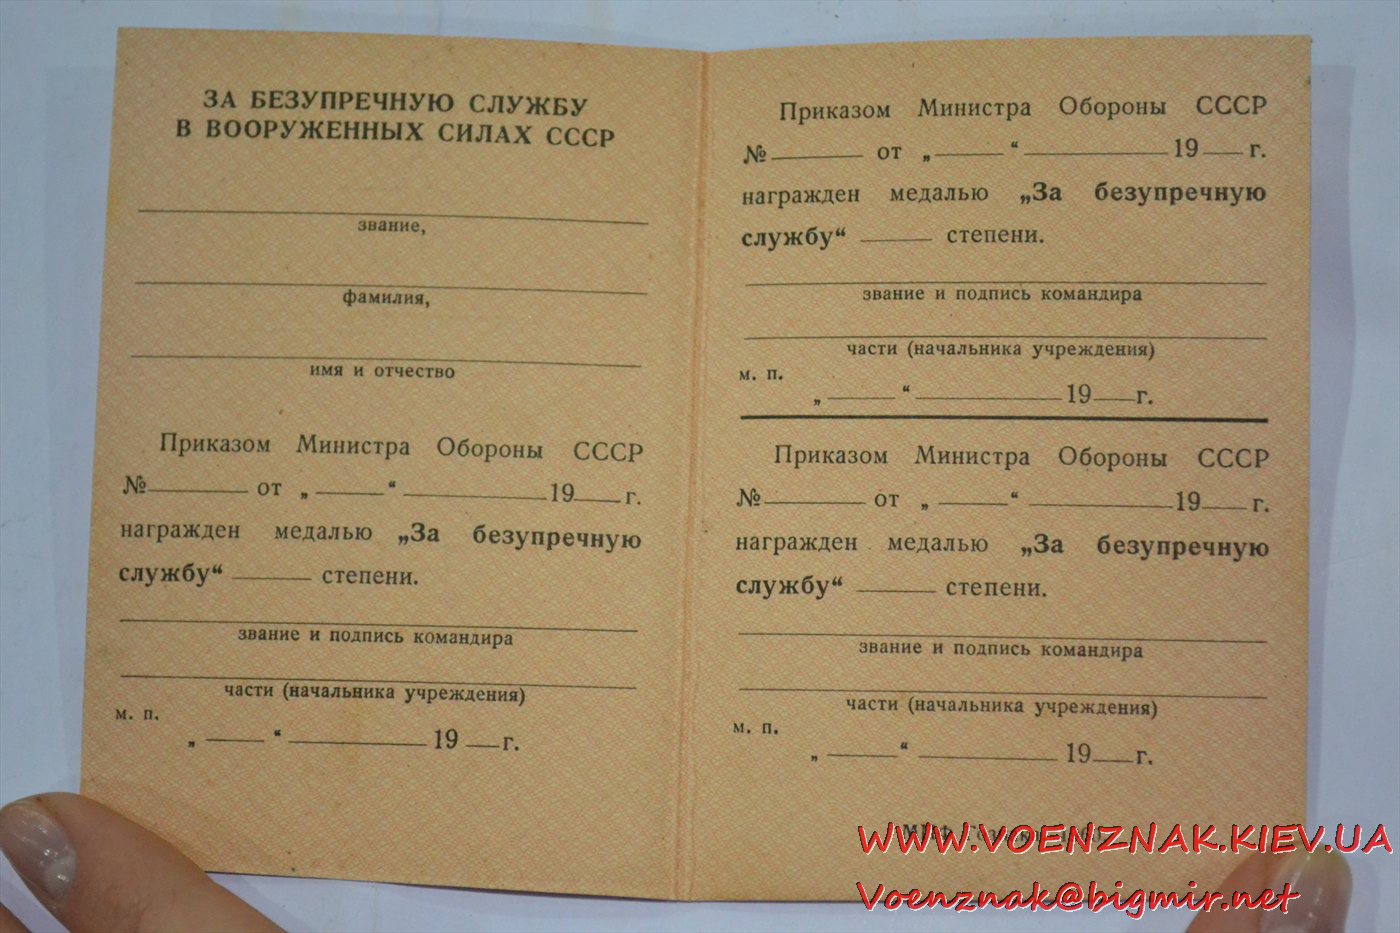 ЗА БЕЗУПРЕЧНУЮ СЛУЖБУ
В ВООРУЖЕННЫХ СИЛАХ СССР
звание,
фамилия,
имя и отчество
Приказом Министра Обороны СССР
№ от „ “ 19 г.
награжден медалью „За безупречную
службу“ степени.
звание и подпись командира
части (начальника учреждения)
м. п.
„ “ 19 г.
Приказом Министра Обороны СССР
№ от „ “ 19 г.
награжден медалью „За безупречную
службу“ степени.
звание и подпись командира
части (начальника учреждения)
м. п.
„ “ 19 г.
Приказом Министра Обороны СССР
№ от „ “ 19 г.
награжден медалью „За безупречную
службу“ степени.
звание и подпись командира
части (начальника учреждения)
м. п.
„ “ 19 г.
WWW.VOENZNAK.KIEV.UA
Voenznak@bigmir.net